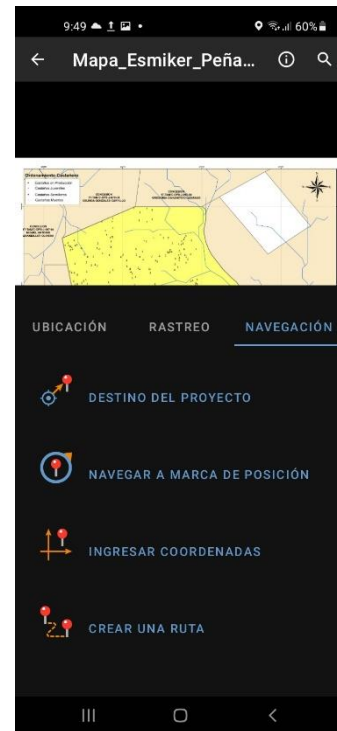 9:49
60%
Mapa_Esmiker_Peña...
UBICACIÓN RASTREO NAVEGACIÓN
DESTINO DEL PROYECTO
NAVEGAR A MARCA DE POSICIÓN
INGRESAR COORDENADAS
CREAR UNA RUTA